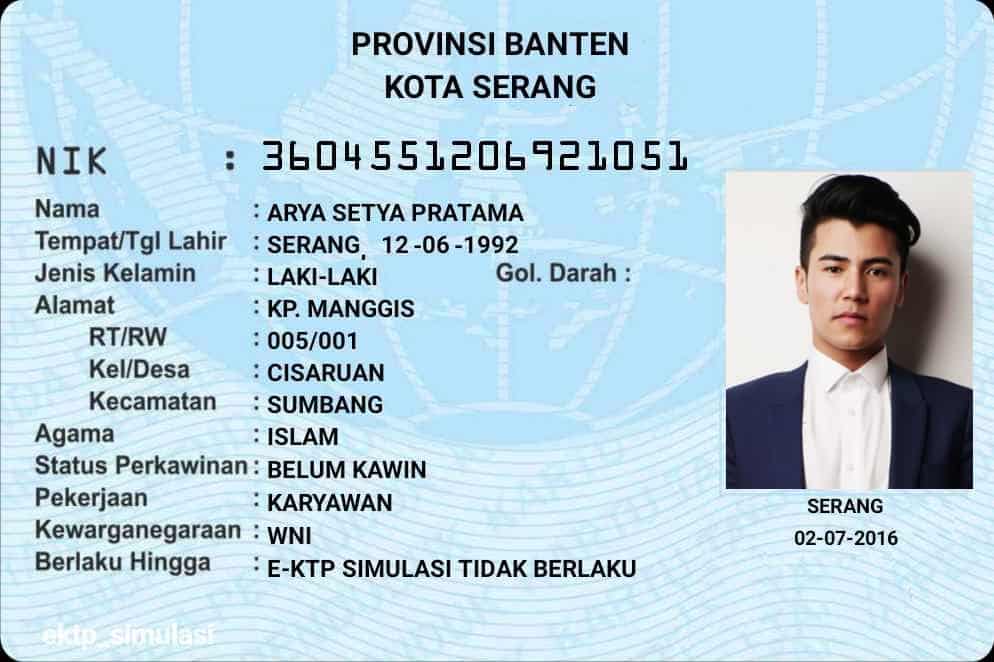 PROVINSI BANTEN
KOTA SERANG
NIK : 3604551206921051
Nama : ARYA SETYA PRATAMA
Tempat/Tgl Lahir : SERANG, 12 -06 -1992
Jenis Kelamin : LAKI-LAKI Gol. Darah :
Alamat : KP. MANGGIS
RT/RW : 005/001
Kel/Desa : CISARUAN
Kecamatan : SUMBANG
Agama : ISLAM
Status Perkawinan : BELUM KAWIN
Pekerjaan : KARYAWAN
Kewarganegaraan : WNI
Berlaku Hingga : E-KTP SIMULASI TIDAK BERLAKU
SERANG
02-07-2016
ektp_simulasi